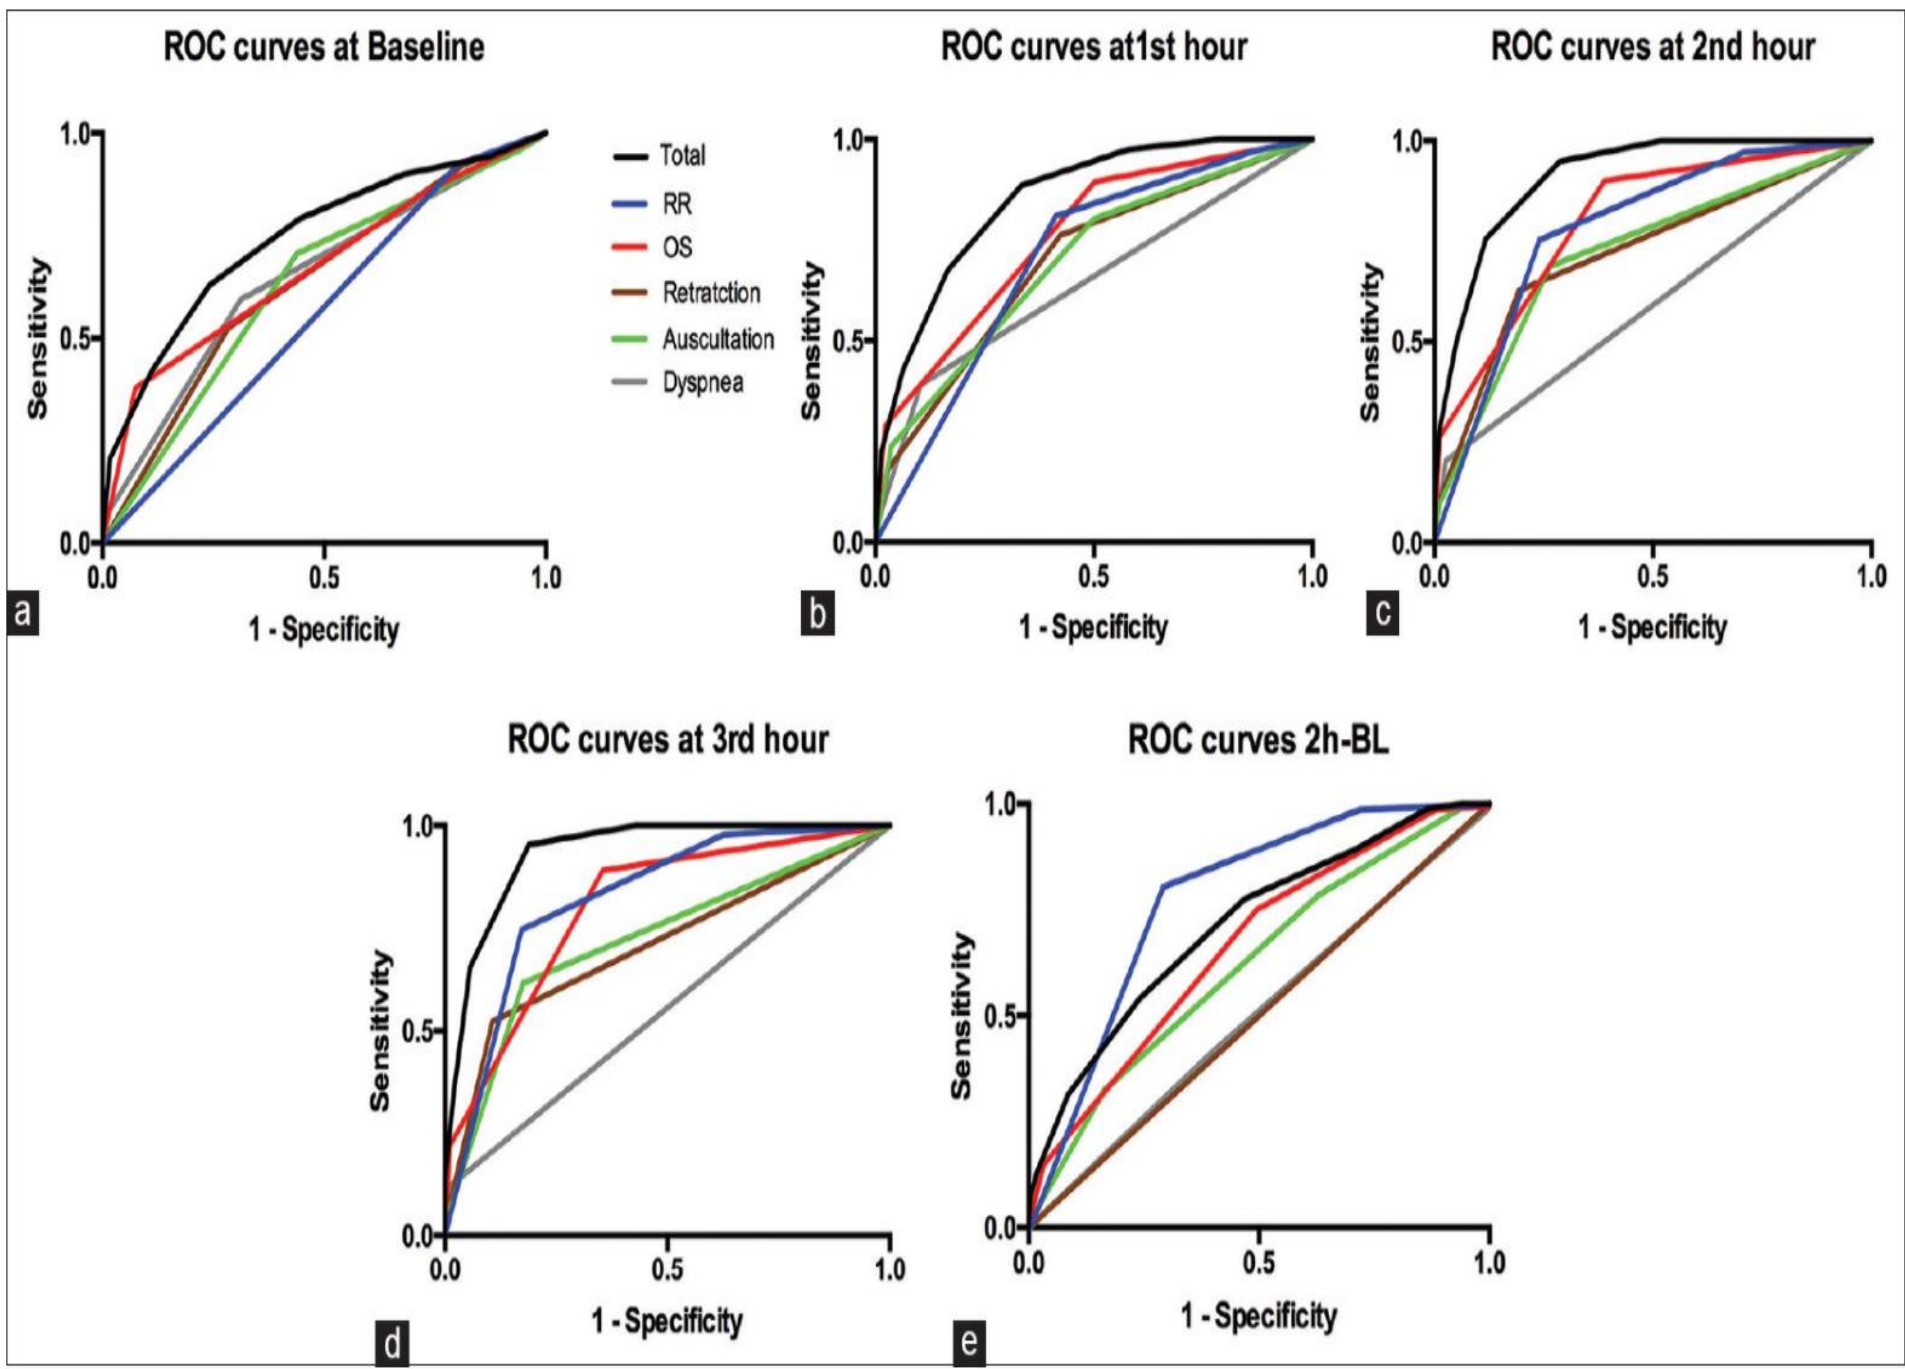 ROC curves at Baseline
1.0
0.5
0.0
0.0 0.5 1.0
Sensitivity
1 - Specificity
a
Total
RR
OS
Retratction
Auscultation
Dyspnea
ROC curves at1st hour
1.0
0.5
0.0
0.0 0.5 1.0
Sensitivity
1 - Specificity
b
ROC curves at 2nd hour
1.0
0.5
0.0
0.0 0.5 1.0
Sensitivity
1 - Specificity
c
ROC curves at 3rd hour
1.0
0.5
0.0
0.0 0.5 1.0
Sensitivity
1 - Specificity
d
ROC curves 2h-BL
1.0
0.5
0.0
0.0 0.5 1.0
Sensitivity
1 - Specificity
e